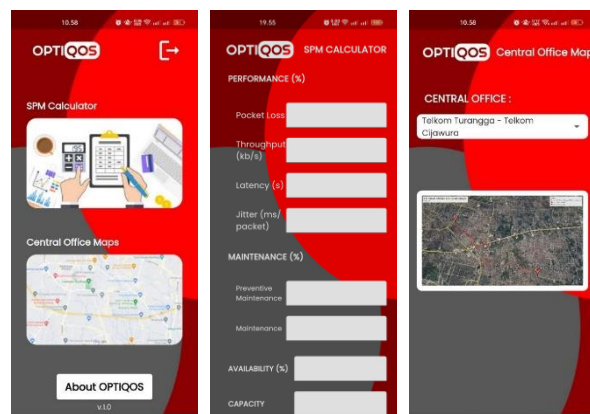 10.58
OPTIQOS
SPM Calculator
Central Office Maps
About OPTIQOS
v.1.0
19.55
OPTIQOS SPM CALCULATOR
PERFORMANCE (%)
Pocket Loss
Throughput
(kb/s)
Latency (s)
Jitter (ms/
packet)
MAINTENANCE (%)
Preventive
Maintenance
Maintenance
AVAILABILITY (%)
CAPACITY
10.58
OPTIQOS Central Office Map
CENTRAL OFFICE :
Telkom Turangga - Telkom
Cijawura